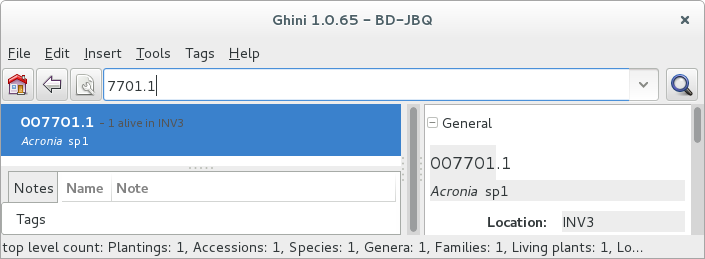 Ghini 1.0.65 – BD-JBQ
File Edit Insert Tools Tags Help
7701.1
007701.1 - 1 alive in INV3
Acronia sp1
Notes Name Note
Tags
General
007701.1
Acronia sp1
Location: INV3
top level count: Plantings: 1, Accessions: 1, Species: 1, Genera: 1, Families: 1, Living plants: 1, Lo...